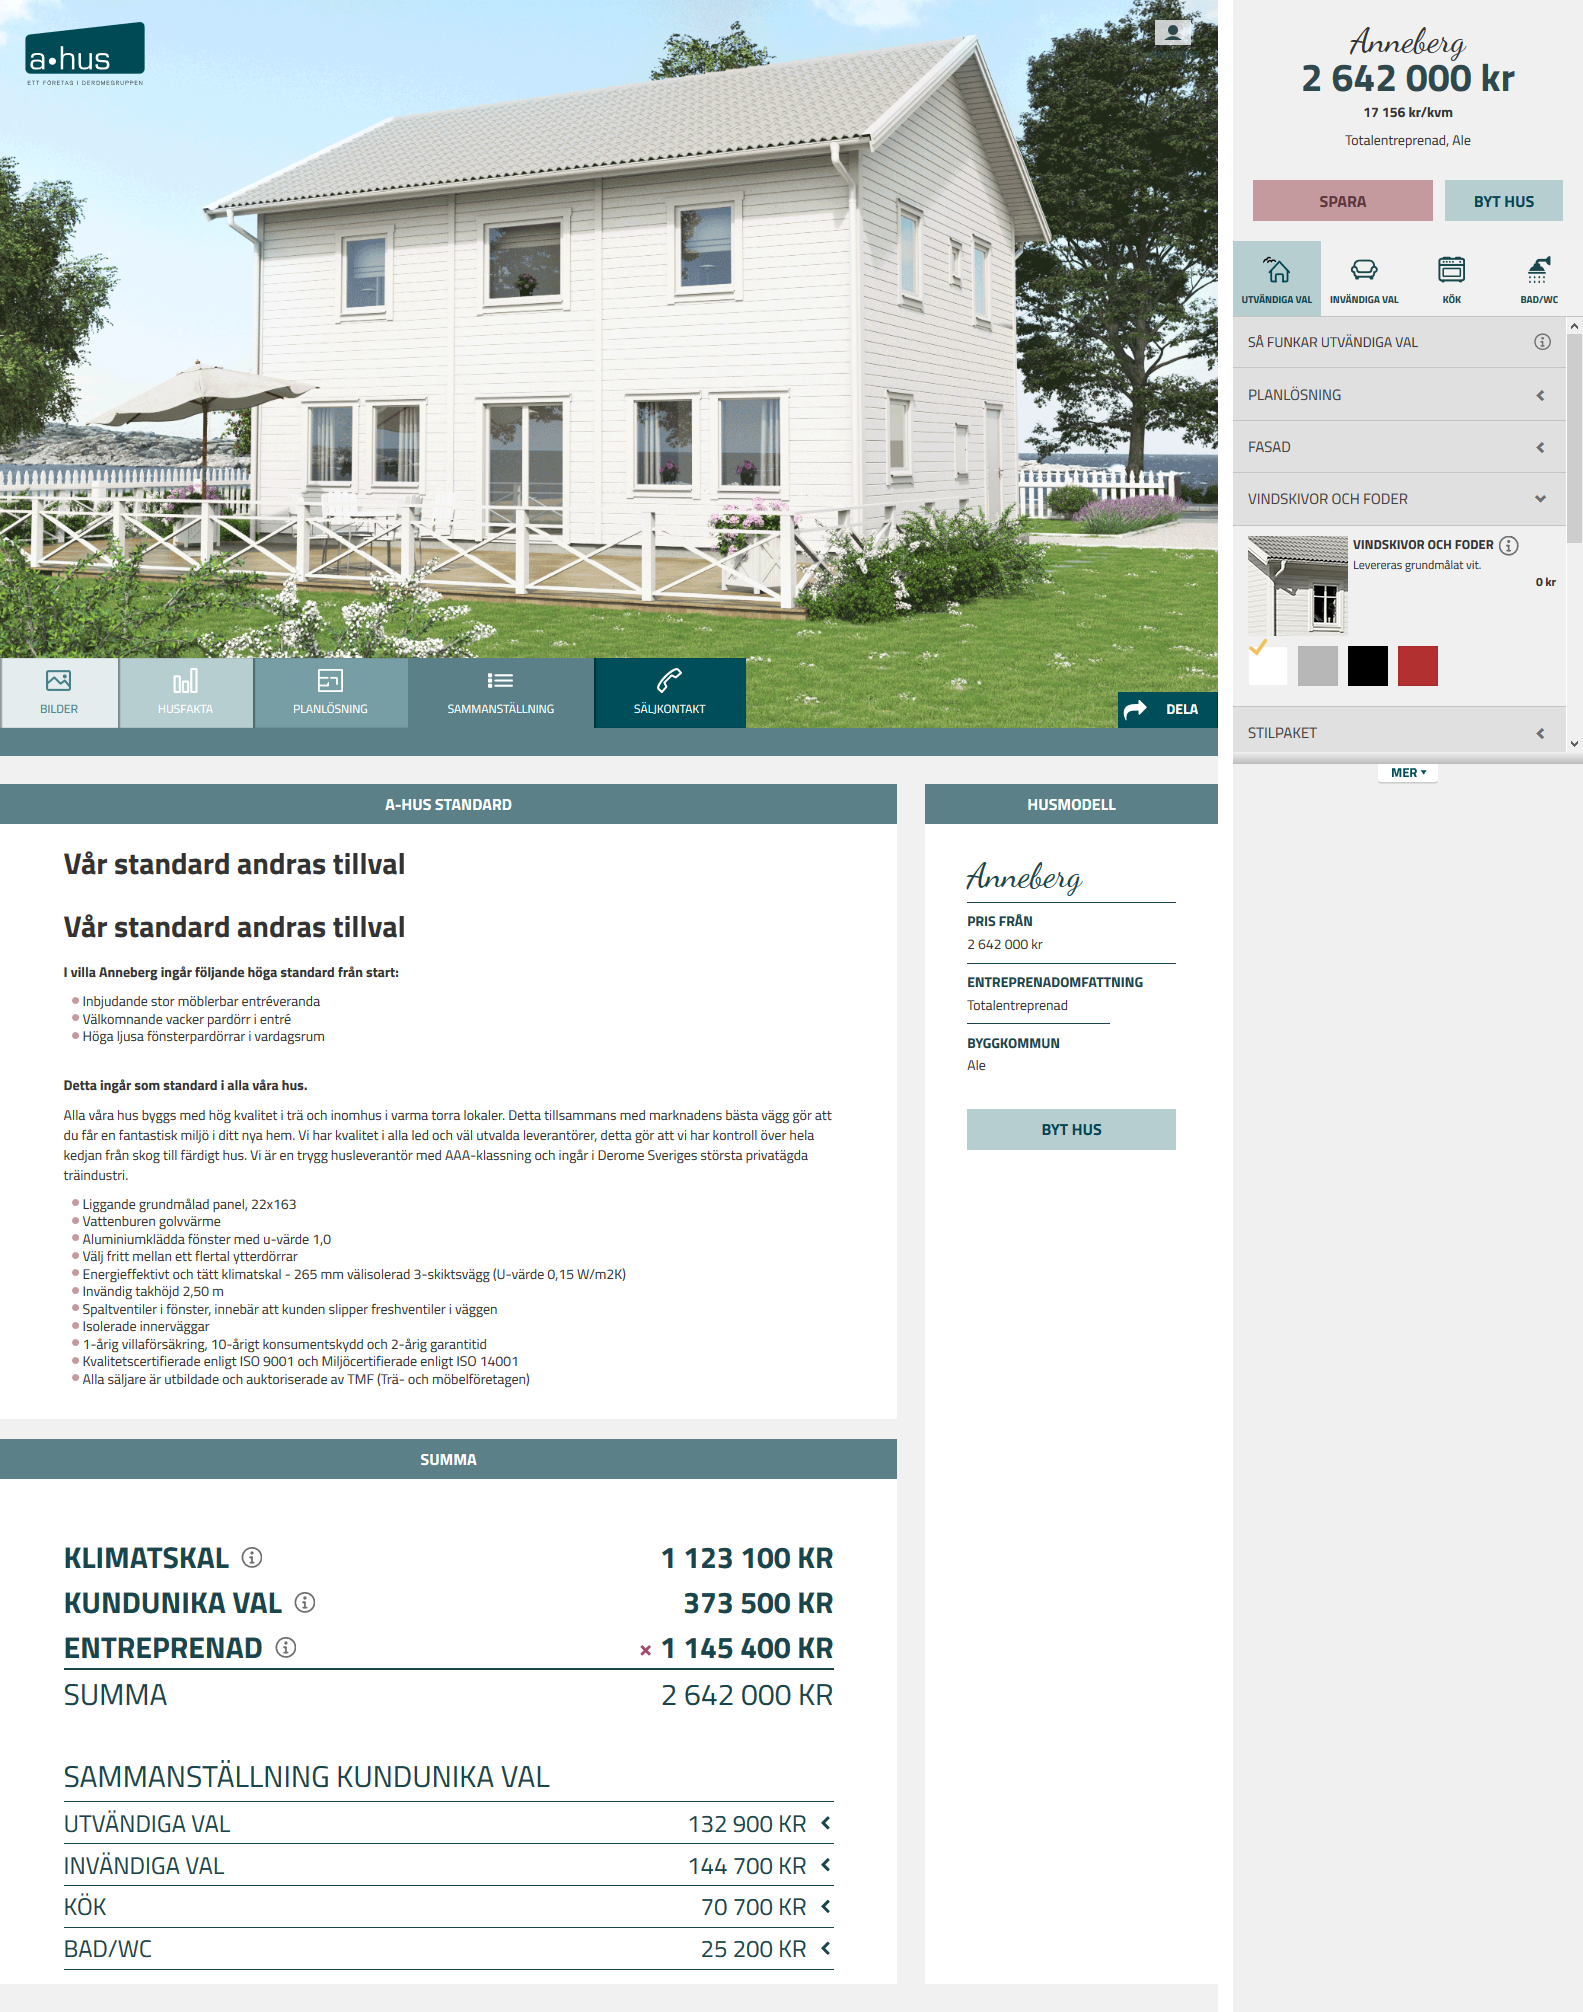 a•hus
ETT FÖRETAG I DEROMEGRUPPEN
BILDER
HUSFAKTA
PLANLÖSNING
SAMMANSTÄLLNING
SÄLJKONTAKT
DELA
Anneberg
2 642 000 kr
17 156 kr/kvm
Totalentreprenad, Ale
SPARA
BYT HUS
UTVÄNDIGA VAL
INVÄNDIGA VAL
KÖK
BAD/WC
SÅ FUNKAR UTVÄNDIGA VAL
PLANLÖSNING
FASAD
VINDSKIVOR OCH FODER
VINDSKIVOR OCH FODER
Levereras grundmålat vit.
0 kr
STILPAKET
MER
A-HUS STANDARD
Vår standard andras tillval
Vår standard andras tillval
I villa Anneberg ingår följande höga standard från start:
Inbjudande stor möblerbar entréveranda
Välkomnande vacker pardörr i entré
Höga ljusa fönsterpardörrar i vardagsrum
Detta ingår som standard i alla våra hus.
Alla våra hus byggs med hög kvalitet i trä och inomhus i varma torra lokaler. Detta tillsammans med marknadens bästa vägg gör att
du får en fantastisk miljö i ditt nya hem. Vi har kvalitet i alla led och väl utvalda leverantörer, detta gör att vi har kontroll över hela
kedjan från skog till färdigt hus. Vi är en trygg husleverantör med AAA-klassning och ingår i Derome Sveriges största privatägda
träindustri.
Liggande grundmålad panel, 22x163
Vattenburen golvvärme
Aluminiumklädda fönster med u-värde 1,0
Välj fritt mellan ett flertal ytterdörrar
Energieffektivt och tätt klimatskal - 265 mm välisolerad 3-skiktsvägg (U-värde 0,15 W/m2K)
Invändig takhöjd 2,50 m
Spaltventiler i fönster, innebär att kunden slipper freshventiler i väggen
Isolerade innerväggar
1-årig villaförsäkring, 10-årigt konsumentskydd och 2-årig garantitid
Kvalitetscertifierade enligt ISO 9001 och Miljöcertifierade enligt ISO 14001
Alla säljare är utbildade och auktoriserade av TMF (Trä- och möbelföretagen)
HUSMODELL
Anneberg
PRIS FRÅN
2 642 000 kr
ENTREPRENADOMFATTNING
Totalentreprenad
BYGGKOMMUN
Ale
BYT HUS
SUMMA
KLIMATSKAL 1 123 100 KR
KUNDUNIKA VAL 373 500 KR
ENTREPRENAD × 1 145 400 KR
SUMMA 2 642 000 KR
SAMMANSTÄLLNING KUNDUNIKA VAL
UTVÄNDIGA VAL 132 900 KR
INVÄNDIGA VAL 144 700 KR
KÖK 70 700 KR
BAD/WC 25 200 KR